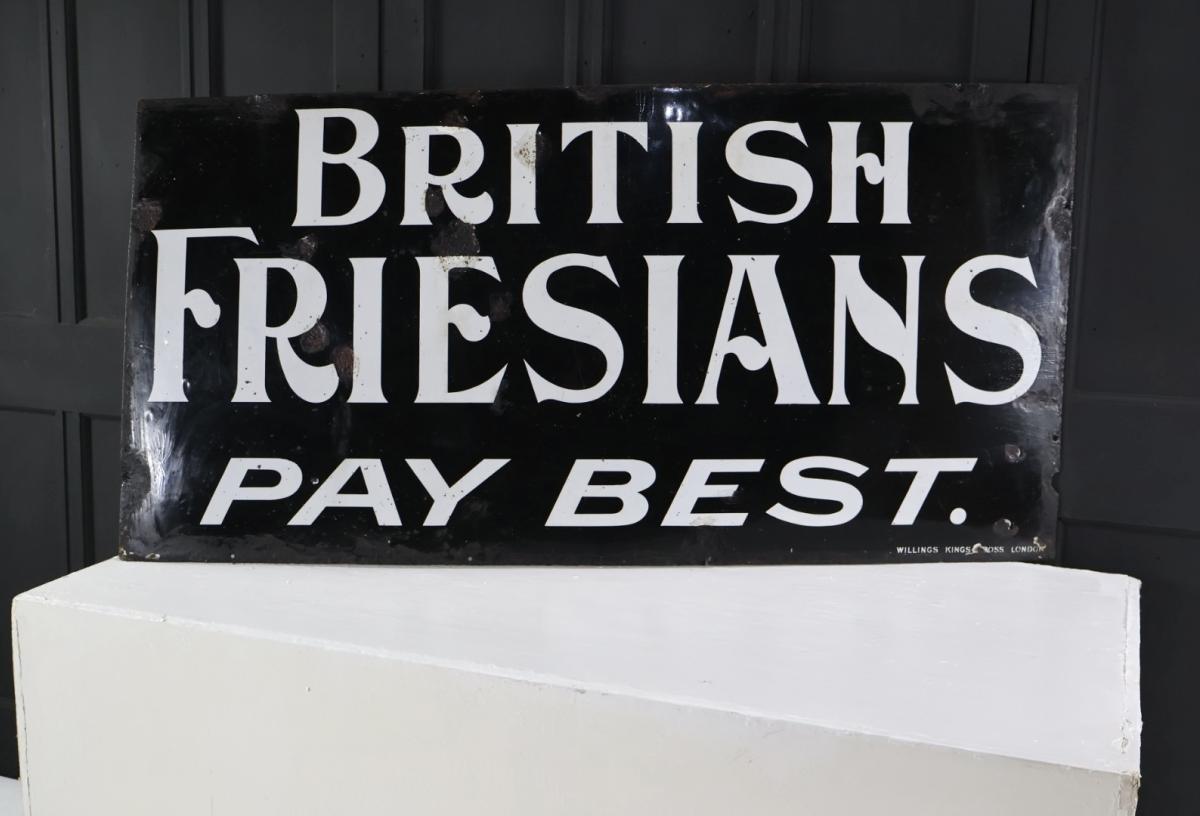 BRITISH
FRIESIANS
PAY BEST.
WILLINGS KINGS CROSS LONDON